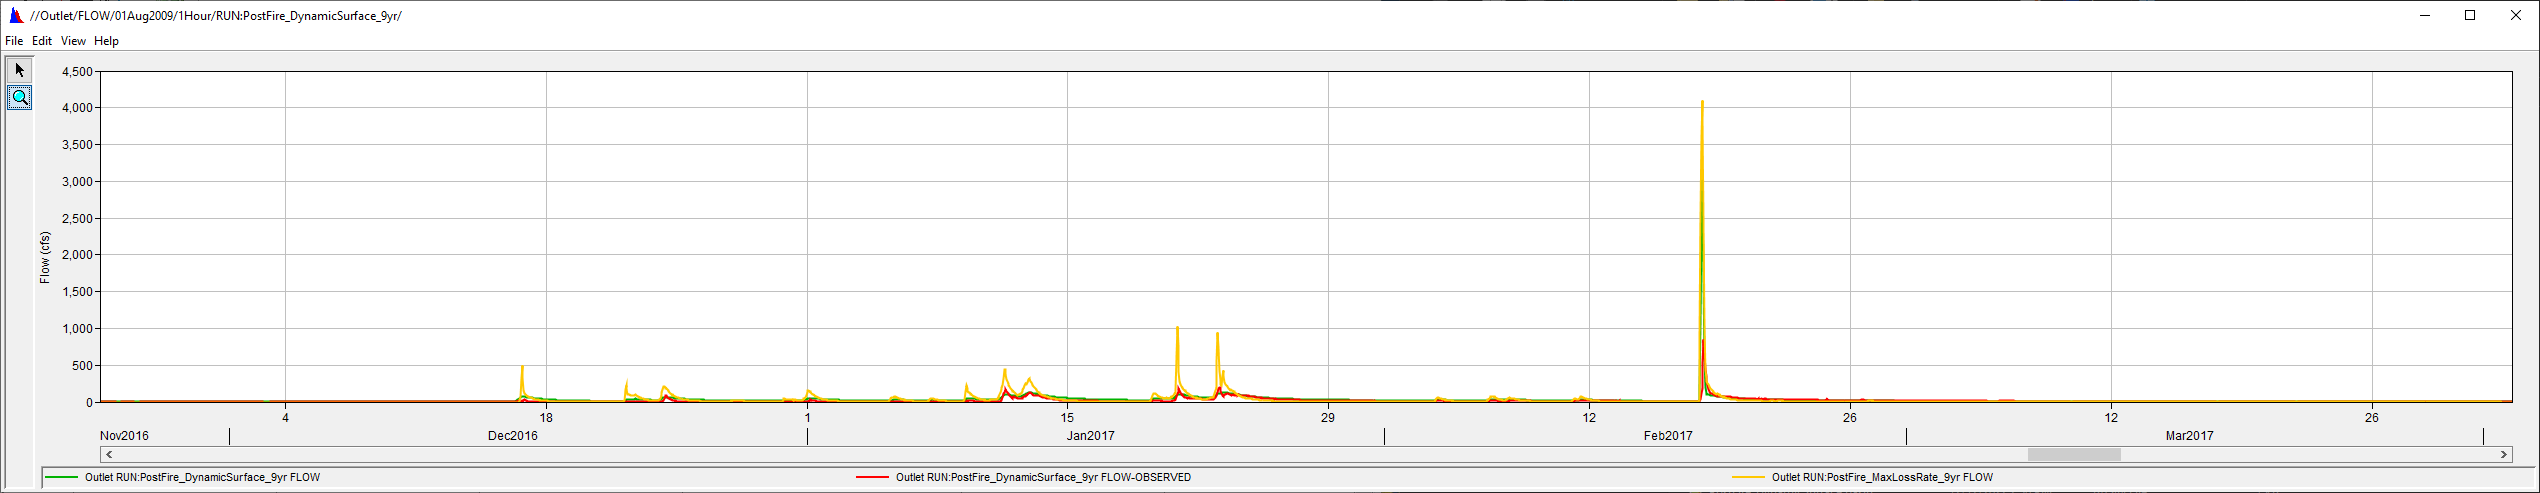 //Outlet/FLOW/01Aug2009/1Hour/RUN:PostFire_DynamicSurface_9yr/
File Edit View Help
4,500
4,000
3,500
3,000
2,500
2,000
1,500
1,000
500
0
Flow (cfs)
4 18 1 15 29 12 26 12 26
Nov2016 Dec2016 Jan2017 Feb2017 Mar2017
Outlet RUN:PostFire_DynamicSurface_9yr FLOW Outlet RUN:PostFire_DynamicSurface_9yr FLOW-OBSERVED Outlet RUN:PostFire_MaxLossRate_9yr FLOW